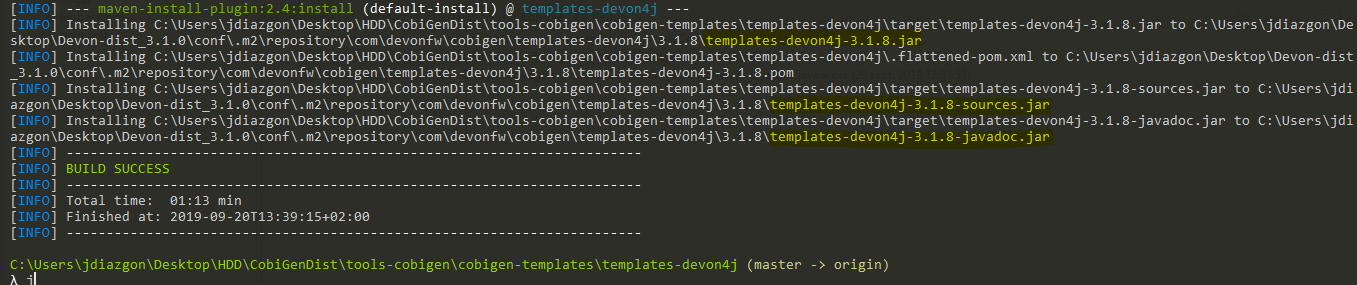 [INFO] --- maven-install-plugin:2.4:install (default-install) @ templates-devon4j ---
[INFO] Installing C:\Users\jdiazgon\Desktop\HDD\CobiGenDist\tools-cobigen\cobigen-templates\templates-devon4j\target\templates-devon4j-3.1.8.jar to C:\Users\jdiazgon\De
sktop\Devon-dist_3.1.0\conf\.m2\repository\com\devonfw\cobigen\templates-devon4j\3.1.8\templates-devon4j-3.1.8.jar
[INFO] Installing C:\Users\jdiazgon\Desktop\HDD\CobiGenDist\tools-cobigen\cobigen-templates\templates-devon4j\.flattened-pom.xml to C:\Users\jdiazgon\Desktop\Devon-dist
_3.1.0\conf\.m2\repository\com\devonfw\cobigen\templates-devon4j\3.1.8\templates-devon4j-3.1.8.pom
[INFO] Installing C:\Users\jdiazgon\Desktop\HDD\CobiGenDist\tools-cobigen\cobigen-templates\templates-devon4j\target\templates-devon4j-3.1.8-sources.jar to C:\Users\jdi
azgon\Desktop\Devon-dist_3.1.0\conf\.m2\repository\com\devonfw\cobigen\templates-devon4j\3.1.8\templates-devon4j-3.1.8-sources.jar
[INFO] Installing C:\Users\jdiazgon\Desktop\HDD\CobiGenDist\tools-cobigen\cobigen-templates\templates-devon4j\target\templates-devon4j-3.1.8-javadoc.jar to C:\Users\jdi
azgon\Desktop\Devon-dist_3.1.0\conf\.m2\repository\com\devonfw\cobigen\templates-devon4j\3.1.8\templates-devon4j-3.1.8-javadoc.jar
[INFO] ------------------------------------------------------------------------
[INFO] BUILD SUCCESS
[INFO] ------------------------------------------------------------------------
[INFO] Total time:  01:13 min
[INFO] Finished at: 2019-09-20T13:39:15+02:00
[INFO] ------------------------------------------------------------------------
C:\Users\jdiazgon\Desktop\HDD\CobiGenDist\tools-cobigen\cobigen-templates\templates-devon4j (master -> origin)
λ j